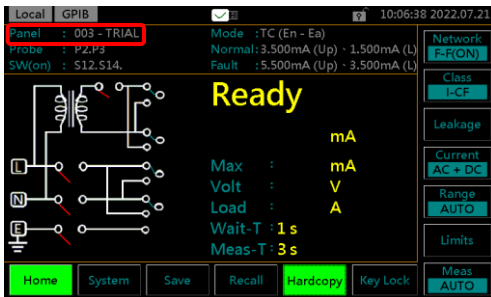 Local GPIB 10:06:38 2022.07.21
Panel : 003 - TRIAL Mode :TC (En - Ea)
Probe : P2.P3 Normal:3.500mA (Up) 、1.500mA (L)
SW(on) : S12.S14. Fault :5.500mA (Up) 、3.500mA (L)
Network
F-F(ON)
Class
I-CF
Leakage
Current
AC + DC
Range
AUTO
Limits
Meas
AUTO
Ready
mA
Max : mA
Volt : V
Load : A
Wait-T : 1 s
Meas-T : 3 s
L
N
E
Home System Save Recall Hardcopy Key Lock